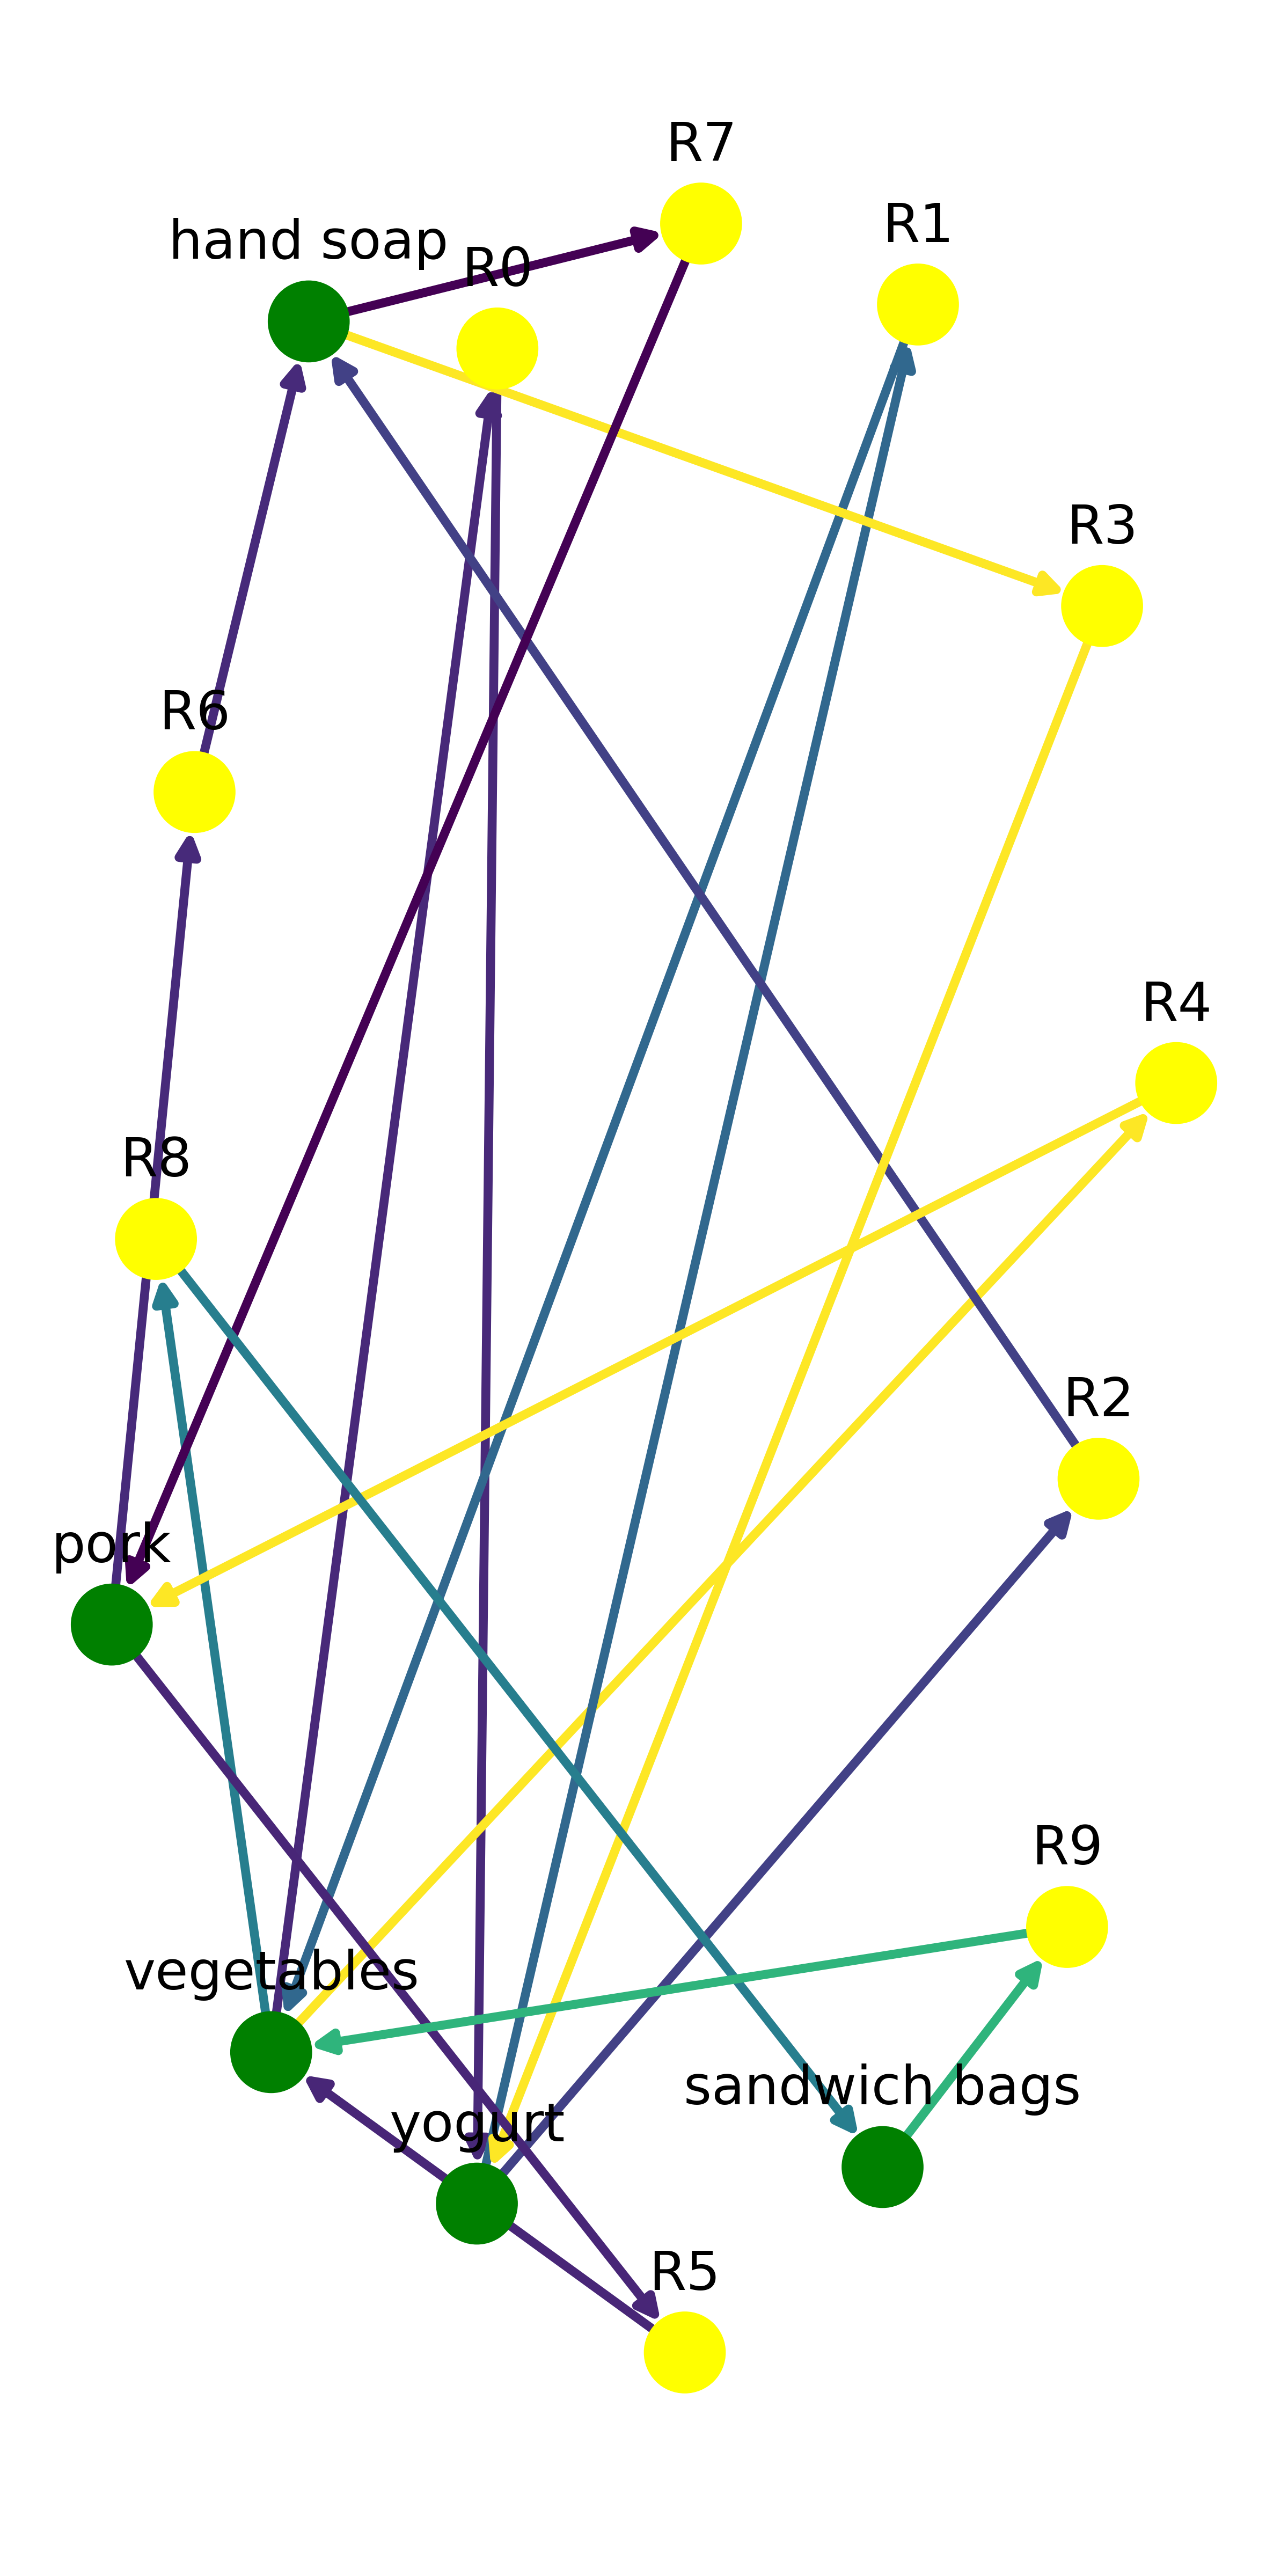 R7
R1
hand soap
R0
R3
R6
R4
R8
R2
pork
R9
vegetables
sandwich bags
yogurt
R5